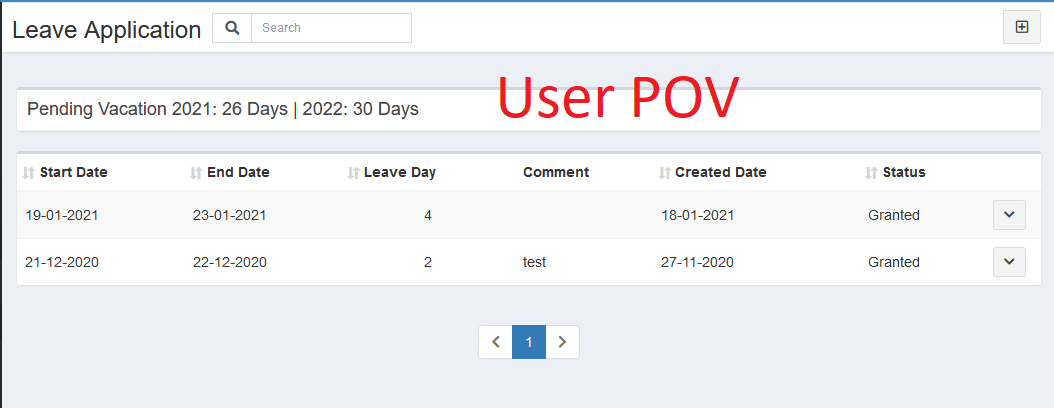 Leave Application Search
User POV
Pending Vacation 2021: 26 Days | 2022: 30 Days
Start Date End Date Leave Day Comment Created Date Status
19-01-2021 23-01-2021 4 18-01-2021 Granted
21-12-2020 22-12-2020 2 test 27-11-2020 Granted
1